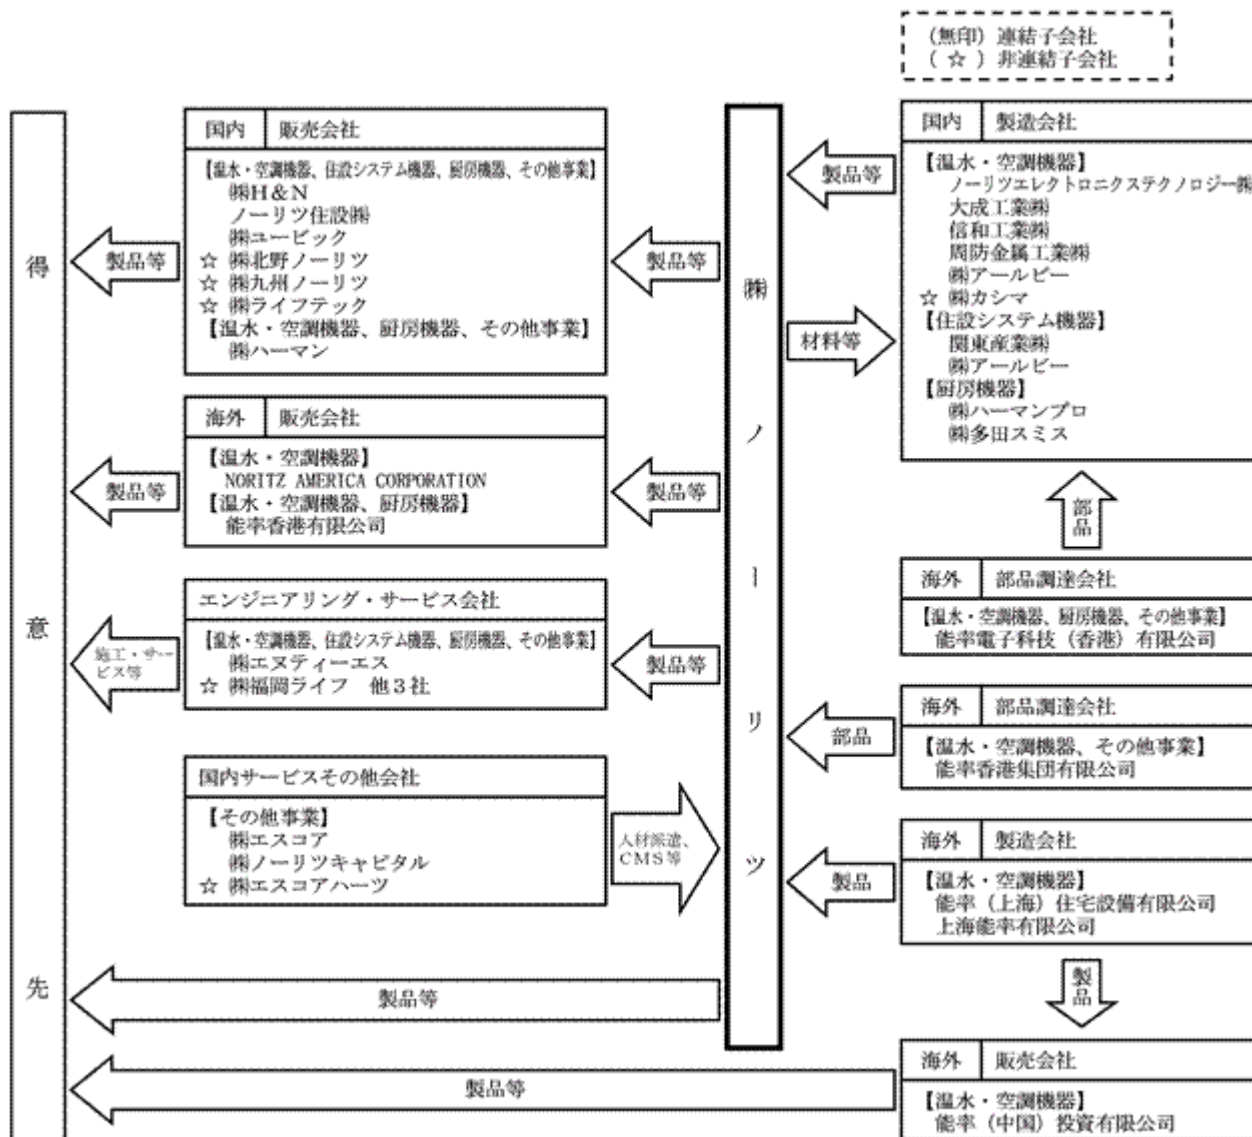 （無印）連結子会社
（ ☆ ）非連結子会社
得意先
国内 販売会社
【温水・空調機器、住設システム機器、厨房機器、その他事業】
㈱H＆N
ノーリツ住設㈱
㈱ユービック
☆ ㈱北野ノーリツ
☆ ㈱九州ノーリツ
☆ ㈱ライフテック
【温水・空調機器、厨房機器、その他事業】
㈱ハーマン
製品等
製品等
海外 販売会社
【温水・空調機器】
NORITZ AMERICA CORPORATION
【温水・空調機器、厨房機器】
能率香港有限公司
製品等
製品等
エンジニアリング・サービス会社
【温水・空調機器、住設システム機器、厨房機器、その他事業】
㈱エヌティーエス
☆ ㈱福岡ライフ 他３社
施工・サー
ビス等
製品等
国内サービスその他会社
【その他事業】
㈱エスコア
㈱ノーリツキャピタル
☆ ㈱エスコアハーツ
人材派遣、
CMS等
製品等
製品等
㈱ノーリツ
製品等
材料等
国内 製造会社
【温水・空調機器】
ノーリツエレクトロニクステクノロジー㈱
大成工業㈱
信和工業㈱
周防金属工業㈱
㈱アールビー
☆ ㈱カシマ
【住設システム機器】
関東産業㈱
㈱アールビー
【厨房機器】
㈱ハーマンプロ
㈱多田スミス
部品
海外 部品調達会社
【温水・空調機器、厨房機器、その他事業】
能率電子科技（香港）有限公司
部品
海外 部品調達会社
【温水・空調機器、その他事業】
能率香港集団有限公司
製品
海外 製造会社
【温水・空調機器】
能率（上海）住宅設備有限公司
上海能率有限公司
製品
海外 販売会社
【温水・空調機器】
能率（中国）投資有限公司